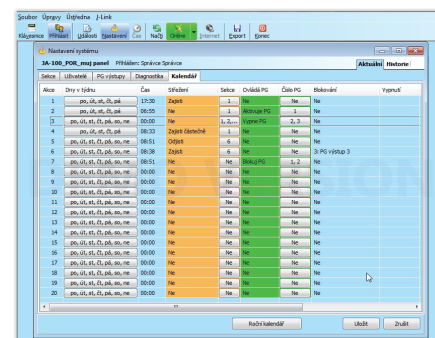 Soubor Úpravy Ústředna J-Link
Klávesnice Přihlásit Události Nastavení Čas Načti Online Internet Export Konec
Nastavení systému
JA-100_POR_muj panel Přihlášen: Správce Správce Aktuální Historie
Sekce Uživatelé PG výstupy Diagnostika Kalendář
Akce Dny v týdnu Čas Střežení Sekce Ovládá PG Číslo PG Blokování Vypnutí
1 po, út, st, čt, pá 17:30 Zajisti 1 Ne Ne Ne
2 po, út, st, čt, pá 06:55 Ne 1 Aktivuje PG 1 Ne
3 po, út, st, čt, pá, so, ne 00:00 Ne 1, 2,... Vypne PG 2, 3 Ne
4 po, út, st, čt, pá 08:33 Zajisti částečně 1 Ne Ne Ne
5 po, út, st, čt, pá, so, ne 08:51 Odjisti 6 Ne Ne Ne
6 po, út, st, čt, pá, so, ne 08:38 Zajisti 6 Ne Ne 3: PG výstup 3
7 po, út, st, čt, pá, so, ne 08:51 Ne Ne Blokuj PG 1, 2 Ne
8 po, út, st, čt, pá, so, ne 00:00 Ne Ne Ne Ne Ne
9 po, út, st, čt, pá, so, ne 00:00 Ne Ne Ne Ne Ne
10 po, út, st, čt, pá, so, ne 00:00 Ne Ne Ne Ne Ne
11 po, út, st, čt, pá, so, ne 00:00 Ne Ne Ne Ne Ne
12 po, út, st, čt, pá, so, ne 00:00 Ne Ne Ne Ne Ne
13 po, út, st, čt, pá, so, ne 00:00 Ne Ne Ne Ne Ne
14 po, út, st, čt, pá, so, ne 00:00 Ne Ne Ne Ne Ne
15 po, út, st, čt, pá, so, ne 00:00 Ne Ne Ne Ne Ne
16 po, út, st, čt, pá, so, ne 00:00 Ne Ne Ne Ne Ne
17 po, út, st, čt, pá, so, ne 00:00 Ne Ne Ne Ne Ne
18 po, út, st, čt, pá, so, ne 00:00 Ne Ne Ne Ne Ne
19 po, út, st, čt, pá, so, ne 00:00 Ne Ne Ne Ne Ne
20 po, út, st, čt, pá, so, ne 00:00 Ne Ne Ne Ne Ne
Roční kalendář Uložit Zrušit